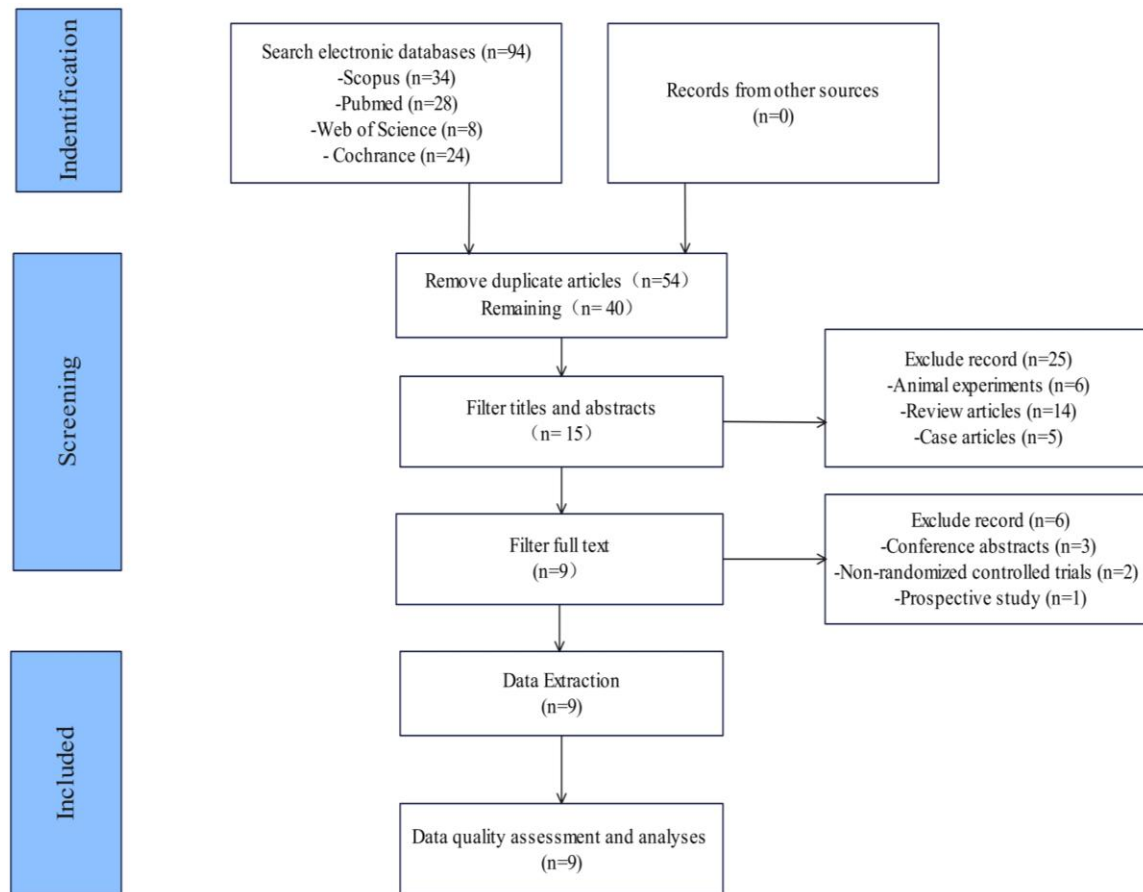 Indentification
Search electronic databases (n=94)
-Scopus (n=34)
-Pubmed (n=28)
-Web of Science (n=8)
- Cochrance (n=24)
Records from other sources
(n=0)
Screening
Remove duplicate articles（n=54）
Remaining（n= 40）
Filter titles and abstracts
（n= 15）
Exclude record (n=25)
-Animal experiments (n=6)
-Review articles (n=14)
-Case articles (n=5)
Filter full text
(n=9）
Exclude record (n=6)
-Conference abstracts (n=3)
-Non-randomized controlled trials (n=2)
-Prospective study (n=1)
Included
Data Extraction
(n=9)
Data quality assessment and analyses
(n=9)